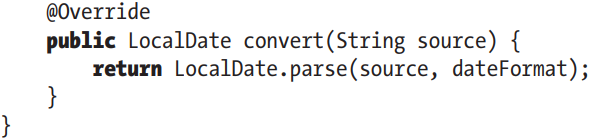 @Override
public LocalDate convert(String source) {
return LocalDate.parse(source, dateFormat);
}
}